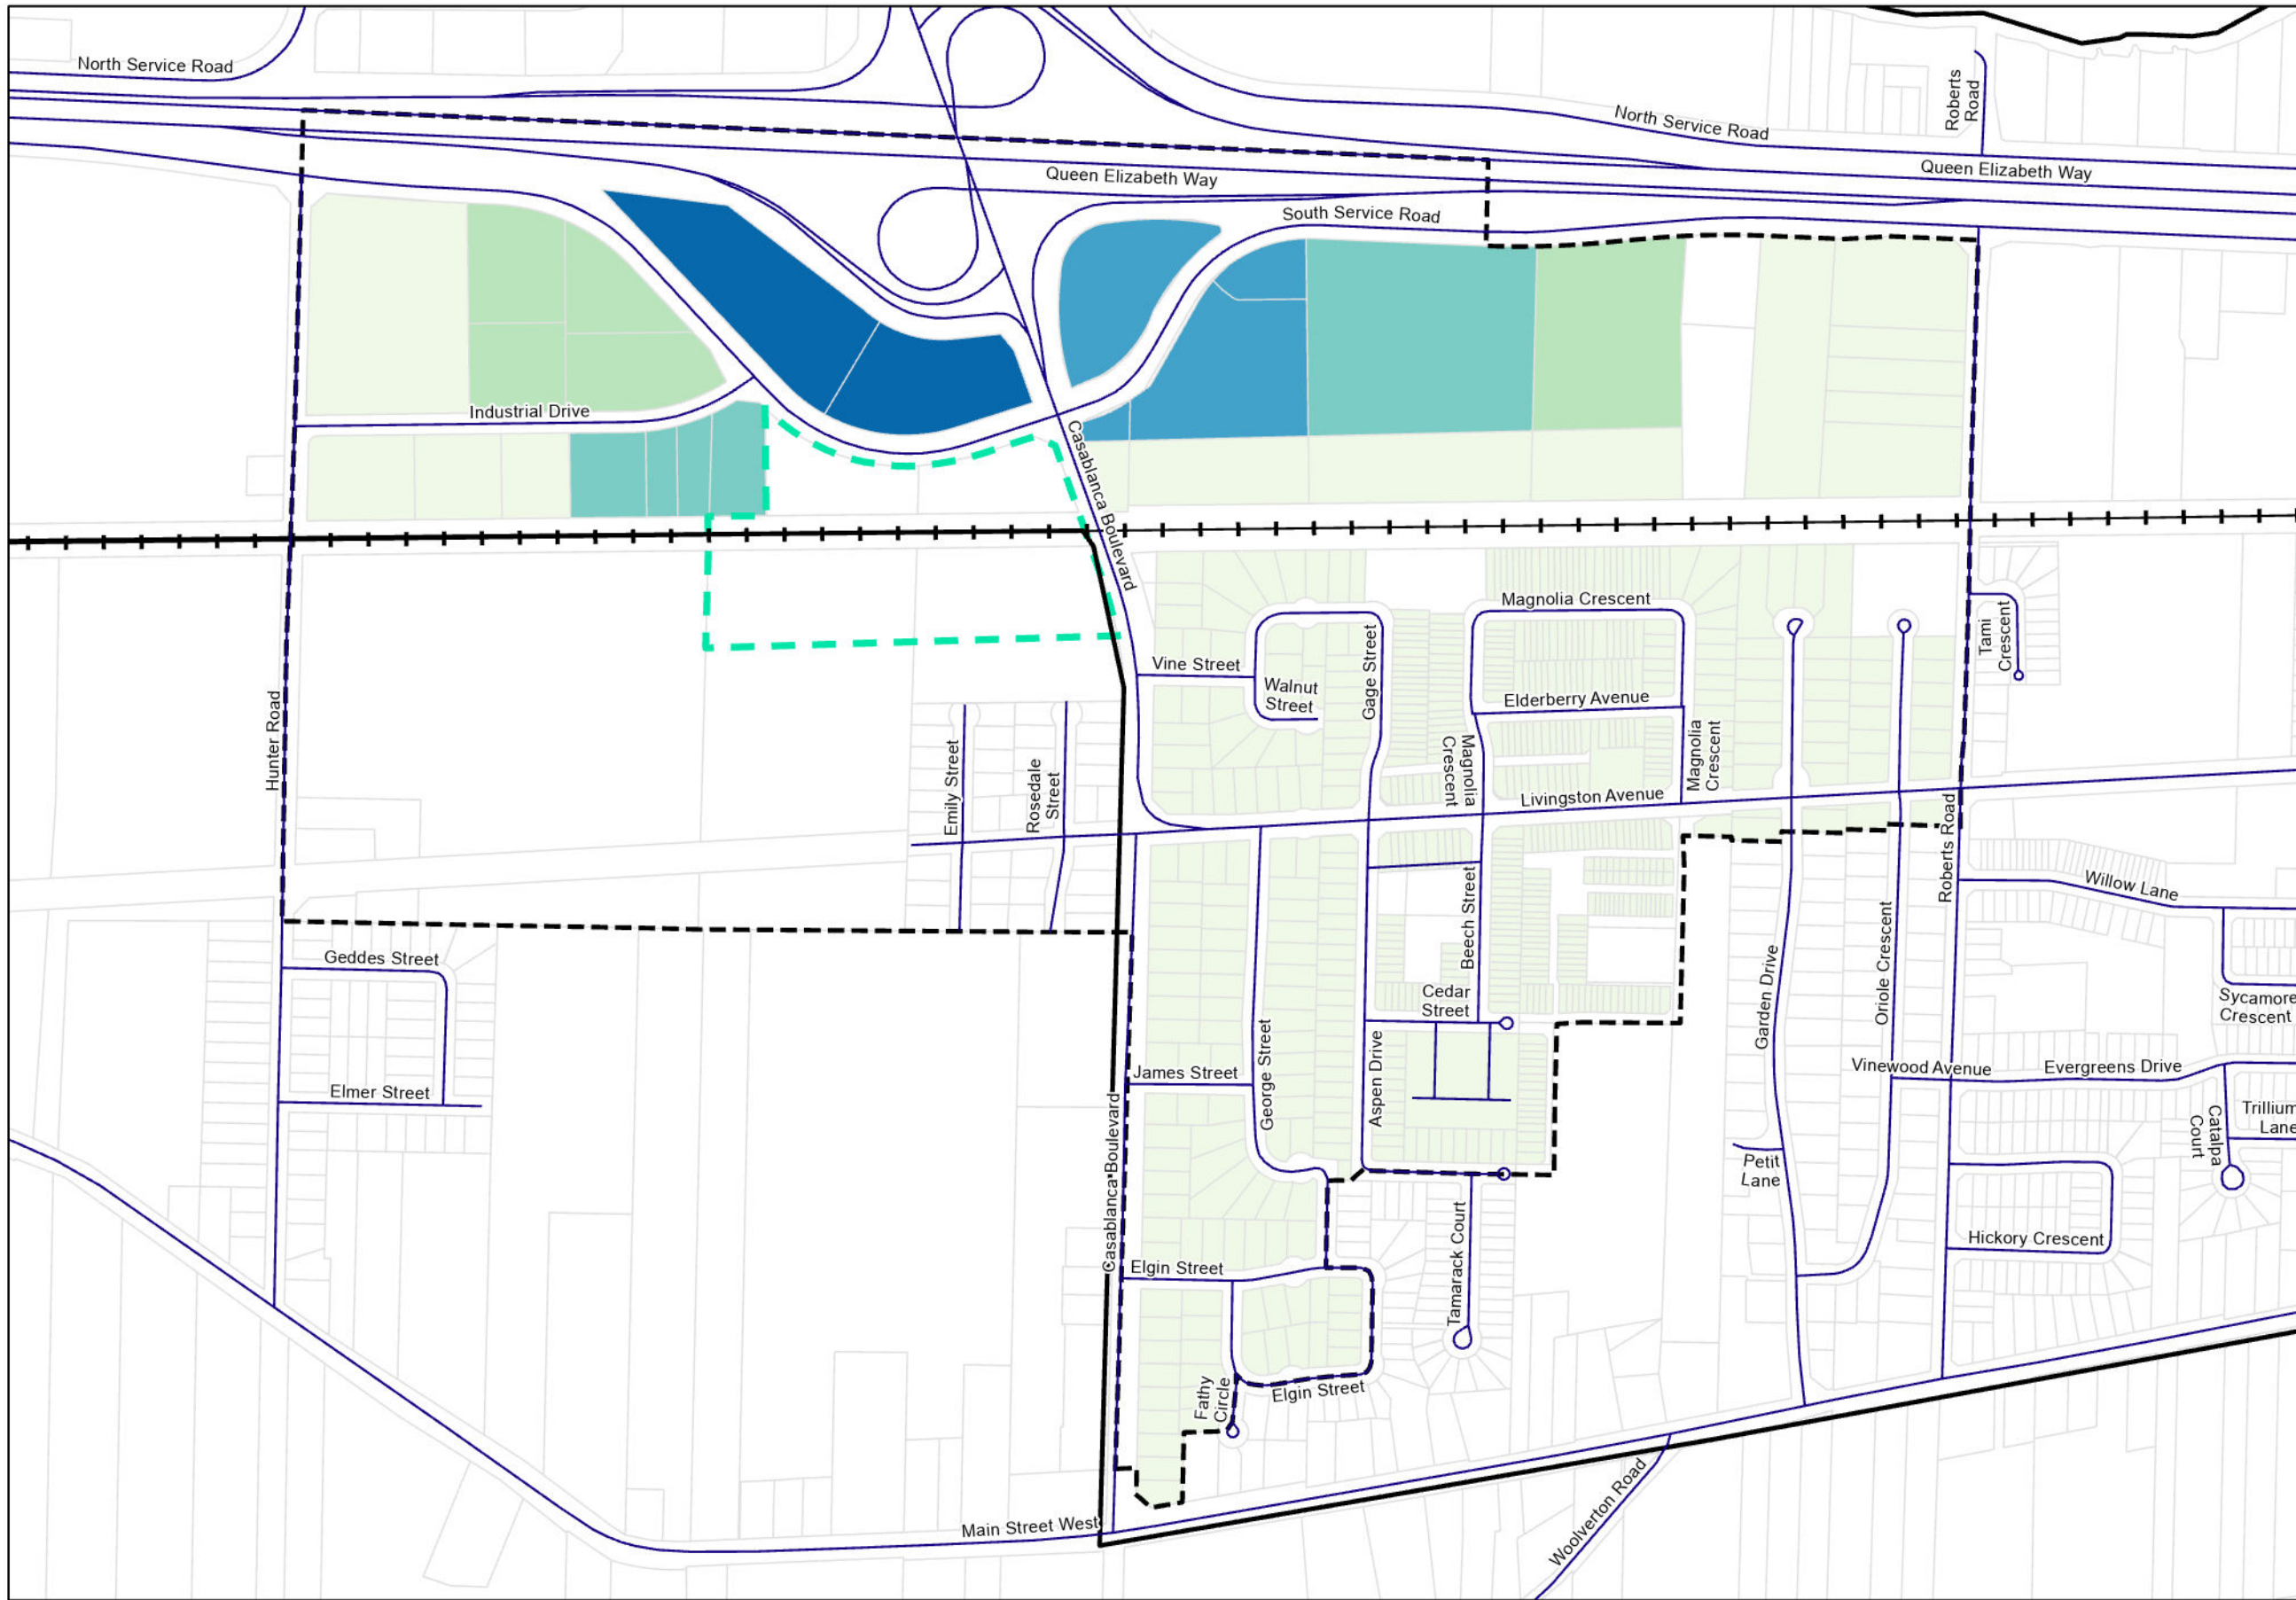 North Service Road
Roberts
Road
North Service Road
Queen Elizabeth Way
Queen Elizabeth Way
South Service Road
Industrial Drive
Casablanca Boulevard
Magnolia Crescent
Tami
Crescent
Vine Street
Walnut
Street
Gage Street
Elderberry Avenue
Hunter Road
Emily Street
Rosedale
Street
Magnolia
Crescent
Magnolia
Crescent
Livingston Avenue
Roberts Road
Willow Lane
Beech Street
Geddes Street
Cedar
Street
Garden Drive
Oriole Crescent
Sycamore
Crescent
George Street
Aspen Drive
James Street
Vinewood Avenue
Evergreens Drive
Elmer Street
Casablanca Boulevard
Catalpa
Court
Trillium
Lane
Petit
Lane
Tamarack Court
Hickory Crescent
Elgin Street
Fathy
Circle
Elgin Street
Main Street West
Woolverton Road